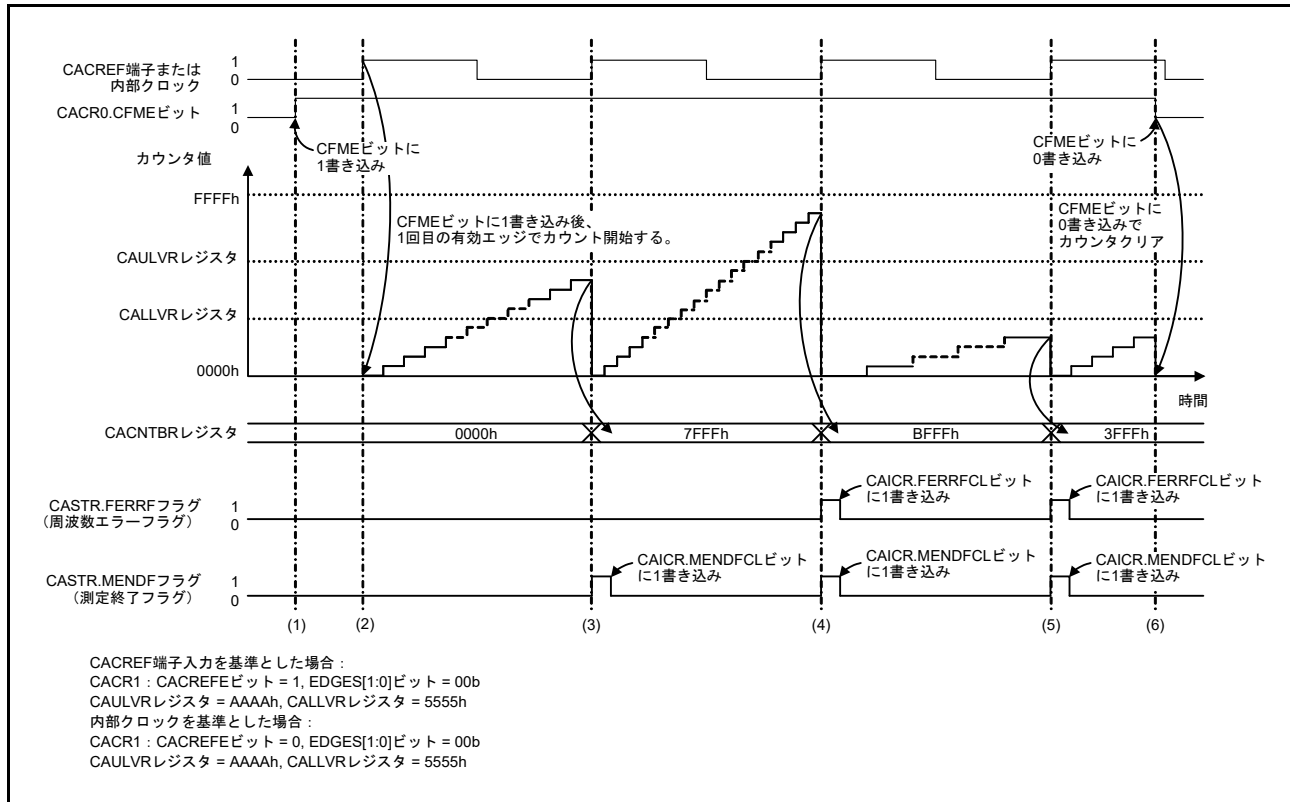 CACREF端子または
内部クロック
1
0
CACR0.CFMEビット
1
0
CFMEビットに
1書き込み
CFMEビットに
0書き込み
カウンタ値
FFFFh
CFMEビットに1書き込み後、
1回目の有効エッジでカウント開始する。
CFMEビットに
0書き込みで
カウンタクリア
CAULVRレジスタ
CALLVRレジスタ
0000h
時間
CACNTBRレジスタ
0000h
7FFFh
BFFFh
3FFFh
CASTR.FERRFフラグ
(周波数エラーフラグ)
1
0
CAICR.FERRFCLビット
に1書き込み
CAICR.FERRFCLビット
に1書き込み
CASTR.MENDFフラグ
(測定終了フラグ)
1
0
CAICR.MENDFCLビット
に1書き込み
CAICR.MENDFCLビット
に1書き込み
CAICR.MENDFCLビット
に1書き込み
(1)
(2)
(3)
(4)
(5)
(6)
CACREF端子入力を基準とした場合:
CACR1:CACREFEビット = 1, EDGES[1:0]ビット = 00b
CAULVRレジスタ = AAAAh, CALLVRレジスタ = 5555h
内部クロックを基準とした場合:
CACR1:CACREFEビット = 0, EDGES[1:0]ビット = 00b
CAULVRレジスタ = AAAAh, CALLVRレジスタ = 5555h